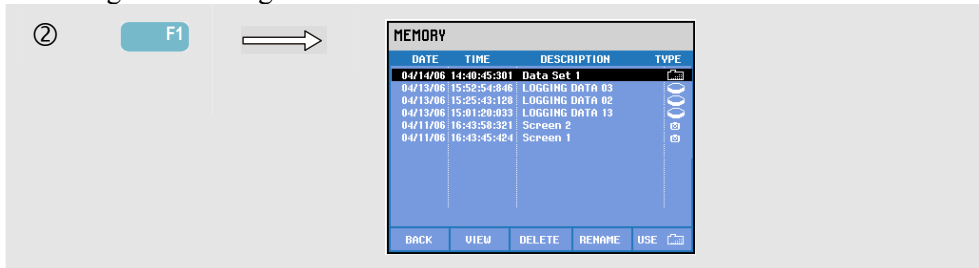 ② F1
MEMORY
DATE TIME DESCRIPTION TYPE
04/14/06 14:40:45:301 Data Set 1
04/13/06 15:52:54:846 LOGGING DATA 03
04/13/06 15:25:43:128 LOGGING DATA 02
04/13/06 15:01:20:033 LOGGING DATA 13
04/11/06 16:43:58:321 Screen 2
04/11/06 16:43:45:424 Screen 1
BACK VIEW DELETE RENAME USE